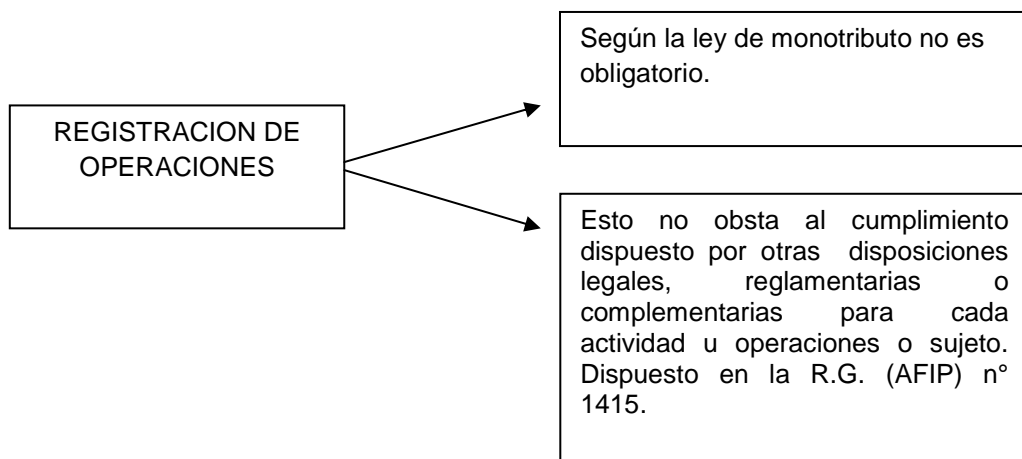 REGISTRACION DE
OPERACIONES
Según la ley de monotributo no es
obligatorio.
Esto no obsta al cumplimiento
dispuesto por otras disposiciones
legales, reglamentarias o
complementarias para cada
actividad u operaciones o sujeto.
Dispuesto en la R.G. (AFIP) n°
1415.